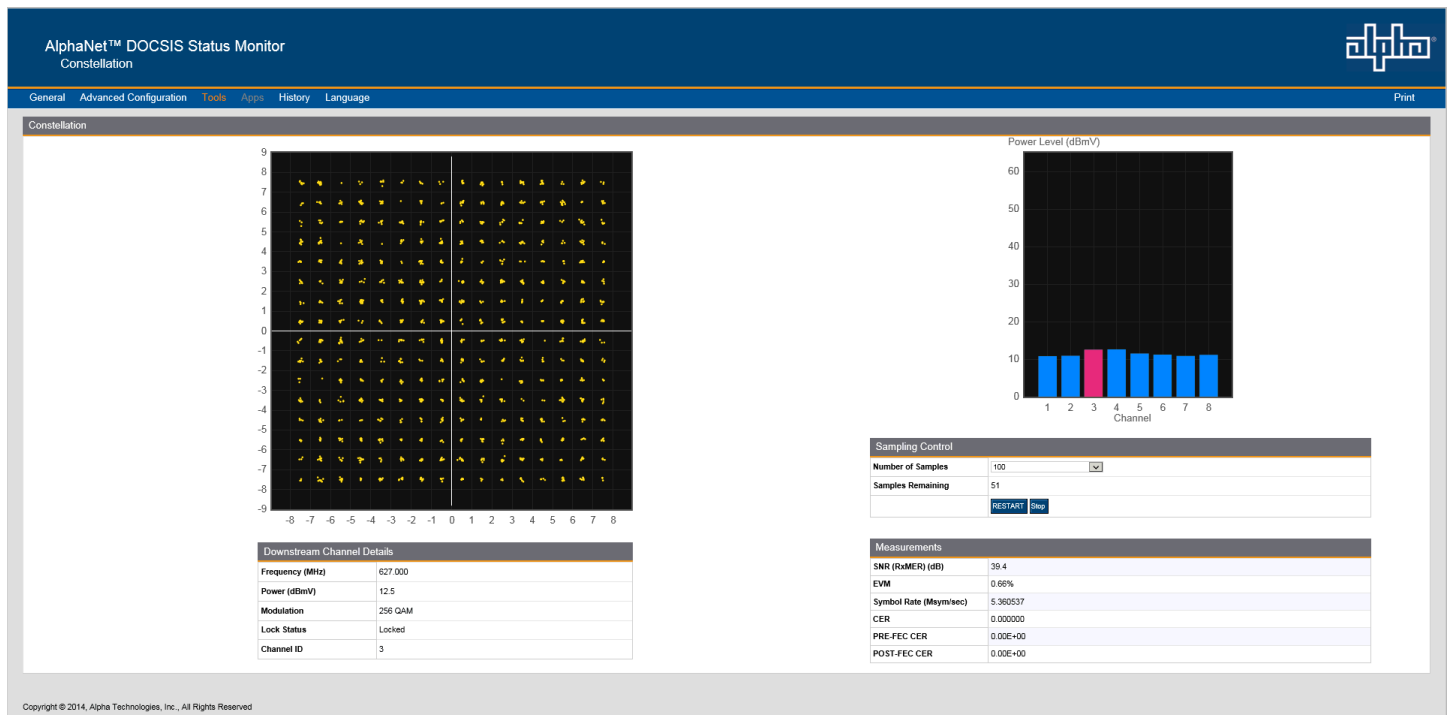 AlphaNet™ DOCSIS Status Monitor
Constellation
alpha®
General Advanced Configuration Tools Apps History Language Print
Constellation
9
8
7
6
5
4
3
2
1
0
-1
-2
-3
-4
-5
-6
-7
-8
-9
-8 -7 -6 -5 -4 -3 -2 -1 0 1 2 3 4 5 6 7 8
Power Level (dBmV)
60
50
40
30
20
10
0
1 2 3 4 5 6 7 8
Channel
Downstream Channel Details
Frequency (MHz) 627.000
Power (dBmV) 12.5
Modulation 256 QAM
Lock Status Locked
Channel ID 3
Sampling Control
Number of Samples 100
Samples Remaining 51
RESTART Stop
Measurements
SNR (RxMER) (dB) 39.4
EVM 0.66%
Symbol Rate (Msym/sec) 5.360537
CER 0.000000
PRE-FEC CER 0.00E+00
POST-FEC CER 0.00E+00
Copyright © 2014, Alpha Technologies, Inc., All Rights Reserved